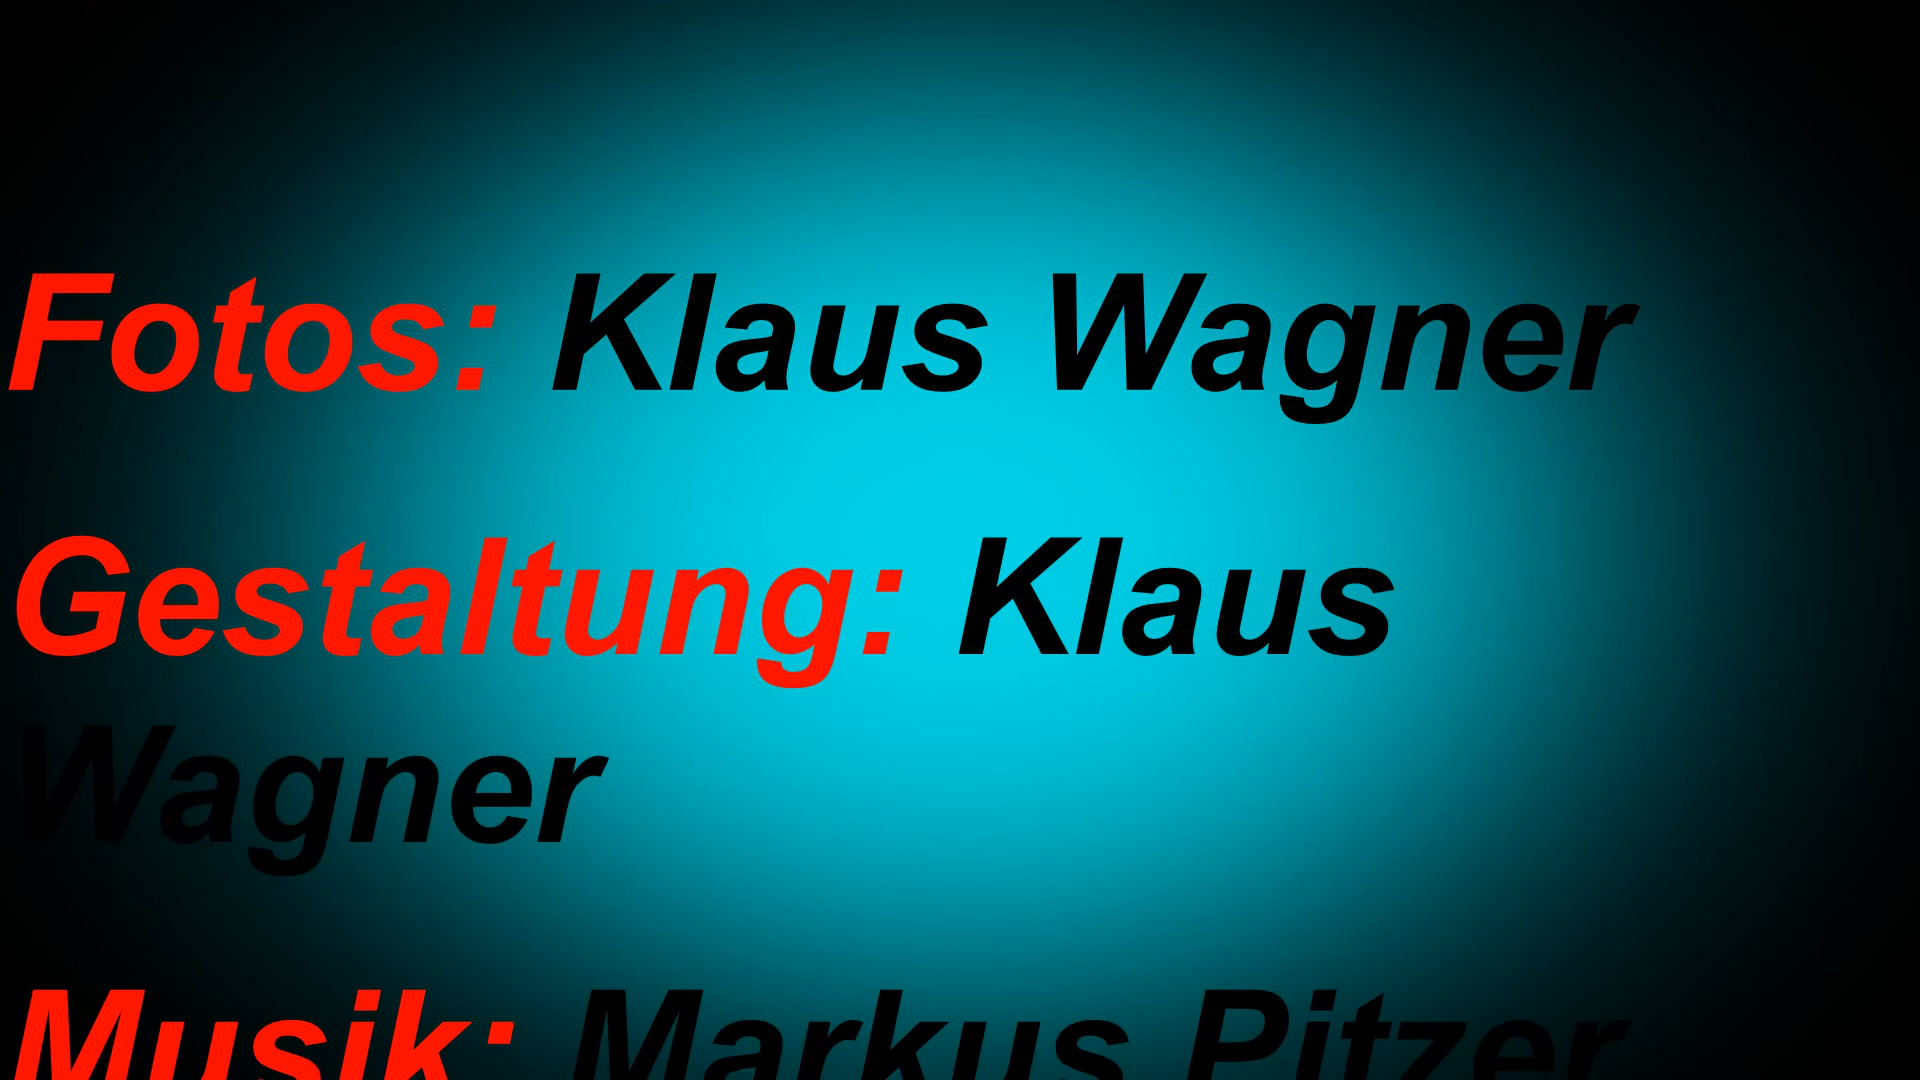 Fotos: Klaus Wagner
Gestaltung: Klaus
Wagner
Musik: Markus Pitzer